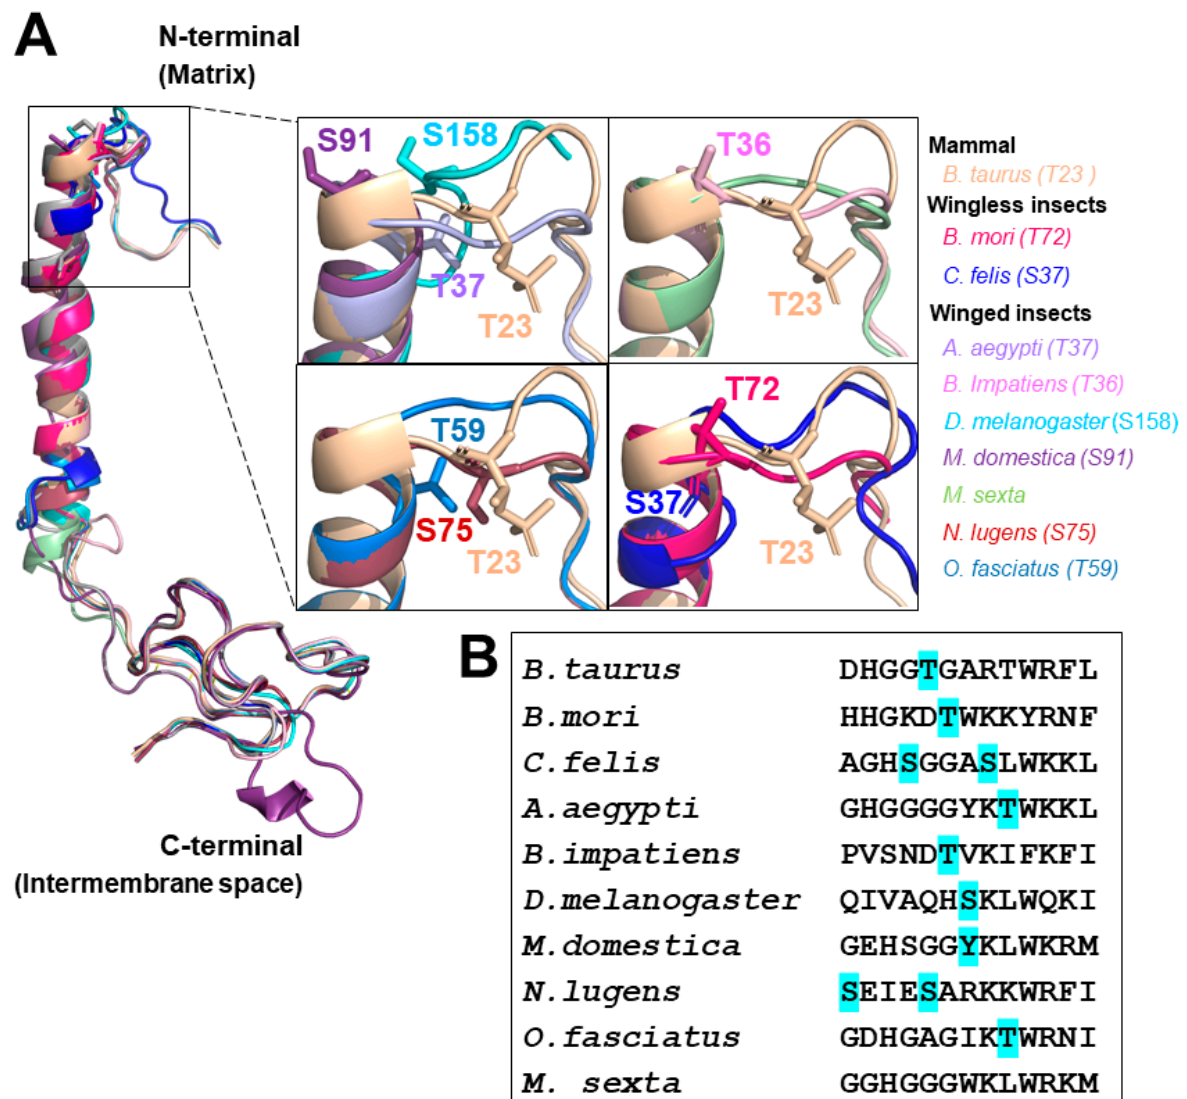 A
N-terminal
(Matrix)
S91
S158
T37
T23
T36
T23
T59
S75
T23
T72
S37
T23
Mammal
B. taurus (T23 )
Wingless insects
B. mori (T72)
C. felis (S37)
Winged insects
A. aegypti (T37)
B. Impatiens (T36)
D. melanogaster (S158)
M. domestica (S91)
M. sexta
N. lugens (S75)
O. fasciatus (T59)
C-terminal
(Intermembrane space)
B
B.taurus DHGGTGARTWRFL
B.mori HHGKDTWKKYRNF
C.felis AGHSGGASLWKKL
A.aegypti GHGGGGYKTWKKL
B.impatiens PVSNDTVKIFKFI
D.melanogaster QIVAQHSKLWQKI
M.domestica GEHSGGYKLWKRM
N.lugens SEIESARKKWRFI
O.fasciatus GDHGAGIKTWRNI
M. sexta GGHGGGWKLWRKM